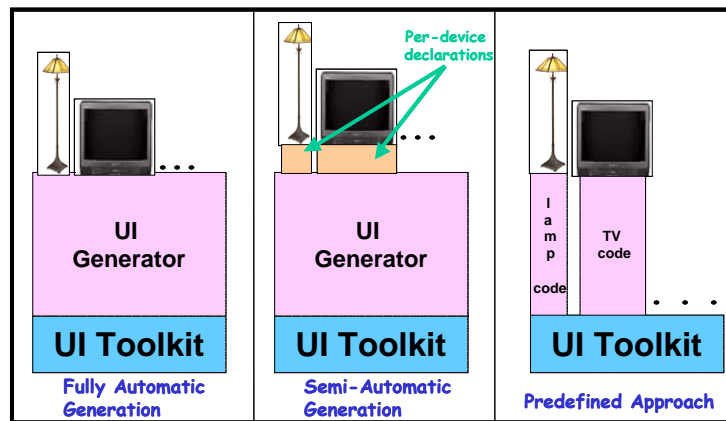 UI
Generator
UI Toolkit
Fully Automatic
Generation
Per-device
declarations
UI
Generator
UI Toolkit
Semi-Automatic
Generation
l
a
m
p
code
TV
code
UI Toolkit
Predefined Approach